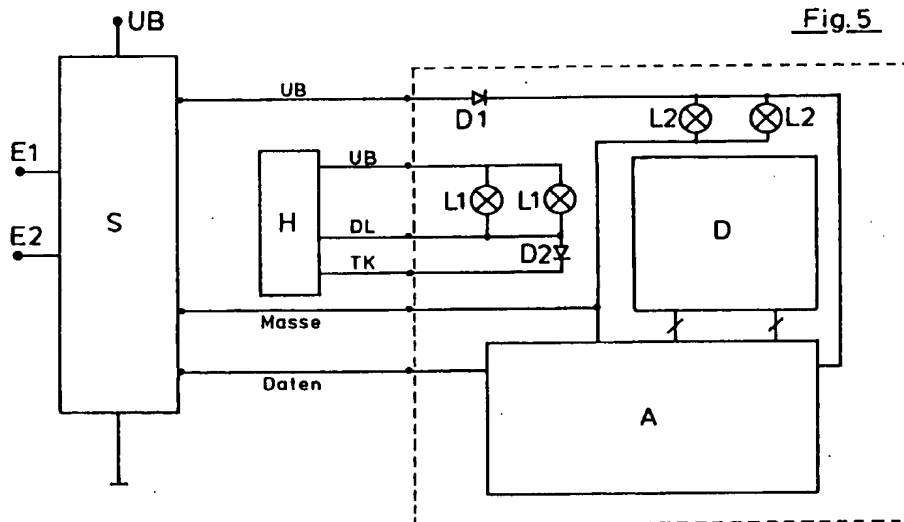 Fig. 5
UB
UB
D1
L2
L2
E1
UB
L1
L1
S
H
D
E2
DL
D2
TK
Masse
Daten
A